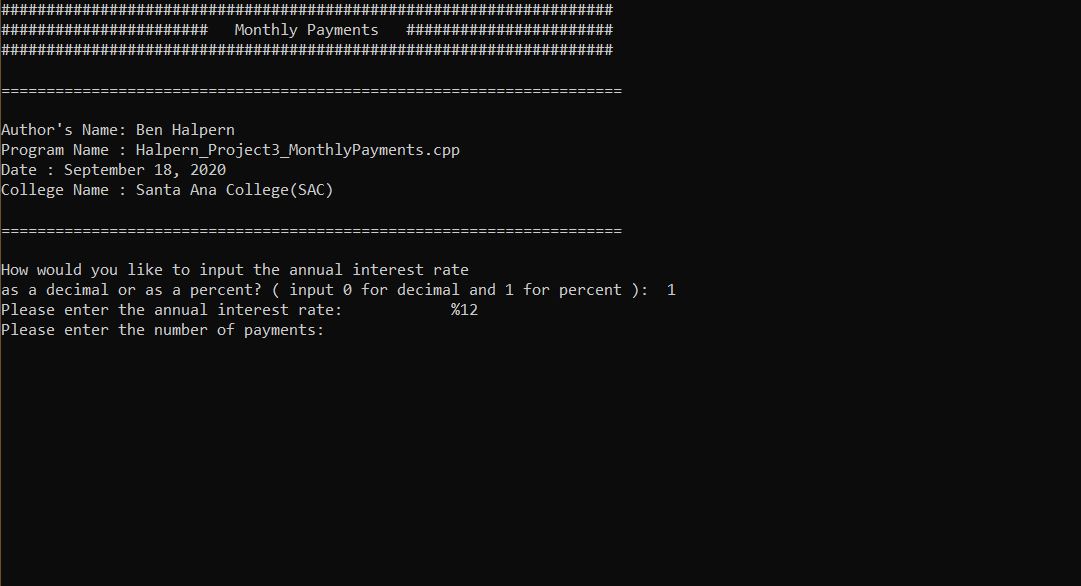 ####################################################################
#######################   Monthly Payments   #######################
####################################################################
=====================================================================
Author's Name: Ben Halpern
Program Name : Halpern_Project3_MonthlyPayments.cpp
Date : September 18, 2020
College Name : Santa Ana College(SAC)
=====================================================================
How would you like to input the annual interest rate
as a decimal or as a percent? ( input 0 for decimal and 1 for percent ):  1
Please enter the annual interest rate:            %12
Please enter the number of payments: